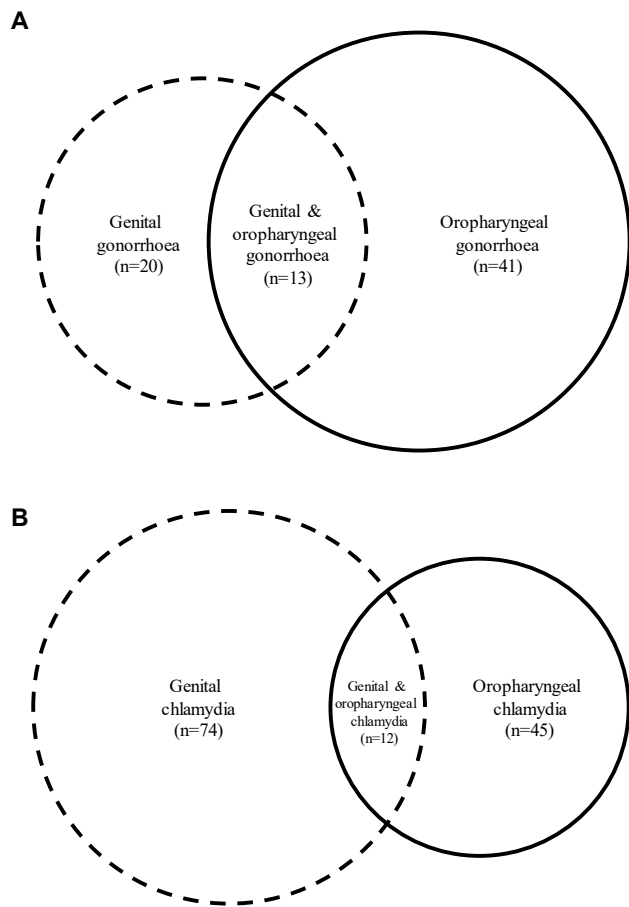 A
Genital
gonorrhoea
(n=20)
Genital &
oropharyngeal
gonorrhoea
(n=13)
Oropharyngeal
gonorrhoea
(n=41)
B
Genital
chlamydia
(n=74)
Genital &
oropharyngeal
chlamydia
(n=12)
Oropharyngeal
chlamydia
(n=45)